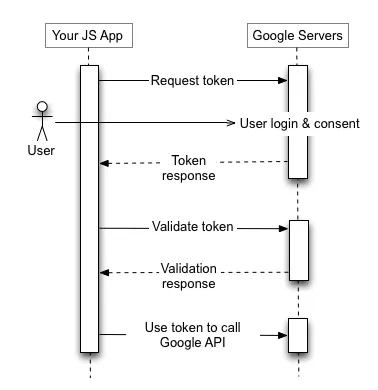 Your JS App
Google Servers
Request token
User login & consent
User
Token
response
Validate token
Validation
response
Use token to call
Google API